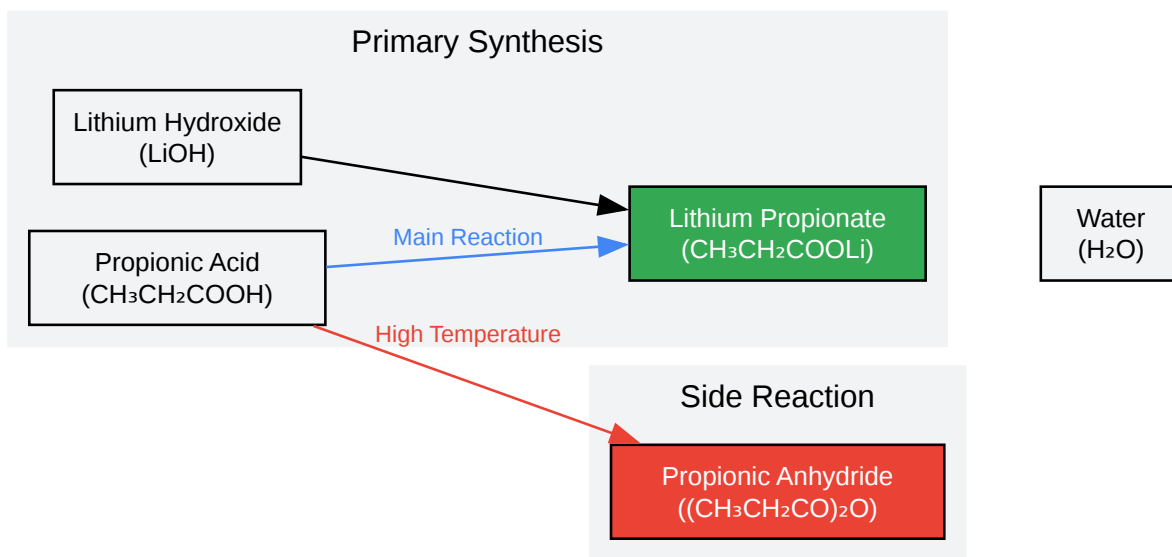 Primary Synthesis
Lithium Hydroxide
(LiOH)
Propionic Acid
(CH₃CH₂COOH)
Main Reaction
High Temperature
Lithium Propionate
(CH₃CH₂COOLi)
Water
(H₂O)
Side Reaction
Propionic Anhydride
((CH₃CH₂CO)₂O)